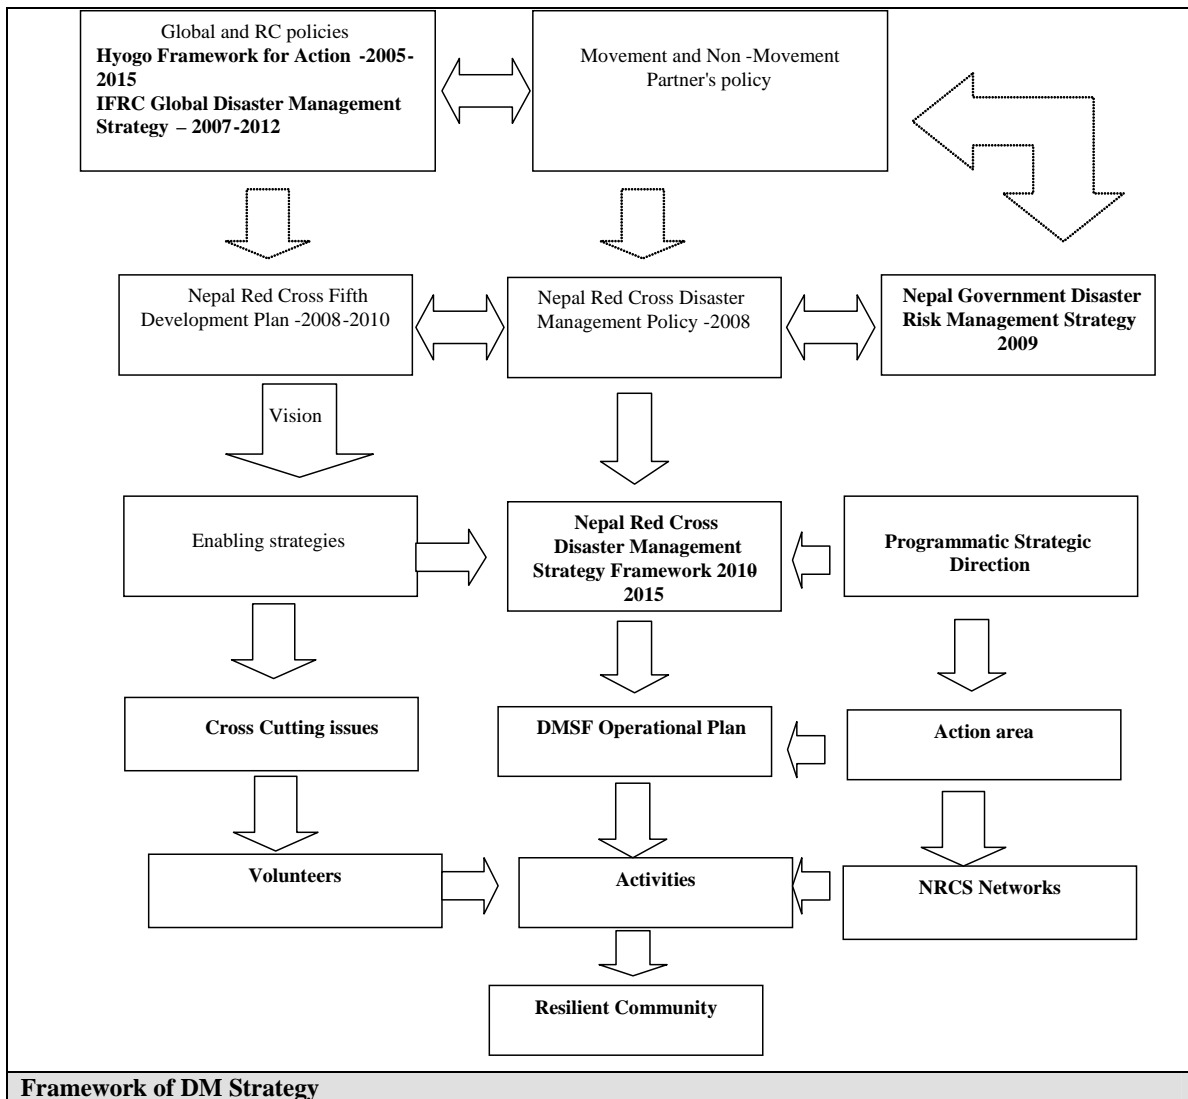 Global and RC policies
Hyogo Framework for Action -2005-
2015
IFRC Global Disaster Management
Strategy – 2007-2012
Movement and Non -Movement
Partner's policy
Nepal Red Cross Fifth
Development Plan -2008-2010
Nepal Red Cross Disaster
Management Policy -2008
Nepal Government Disaster
Risk Management Strategy
2009
Vision
Enabling strategies
Nepal Red Cross
Disaster Management
Strategy Framework 2010
2015
Programmatic Strategic
Direction
Cross Cutting issues
DMSF Operational Plan
Action area
Volunteers
Activities
NRCS Networks
Resilient Community
Framework of DM Strategy